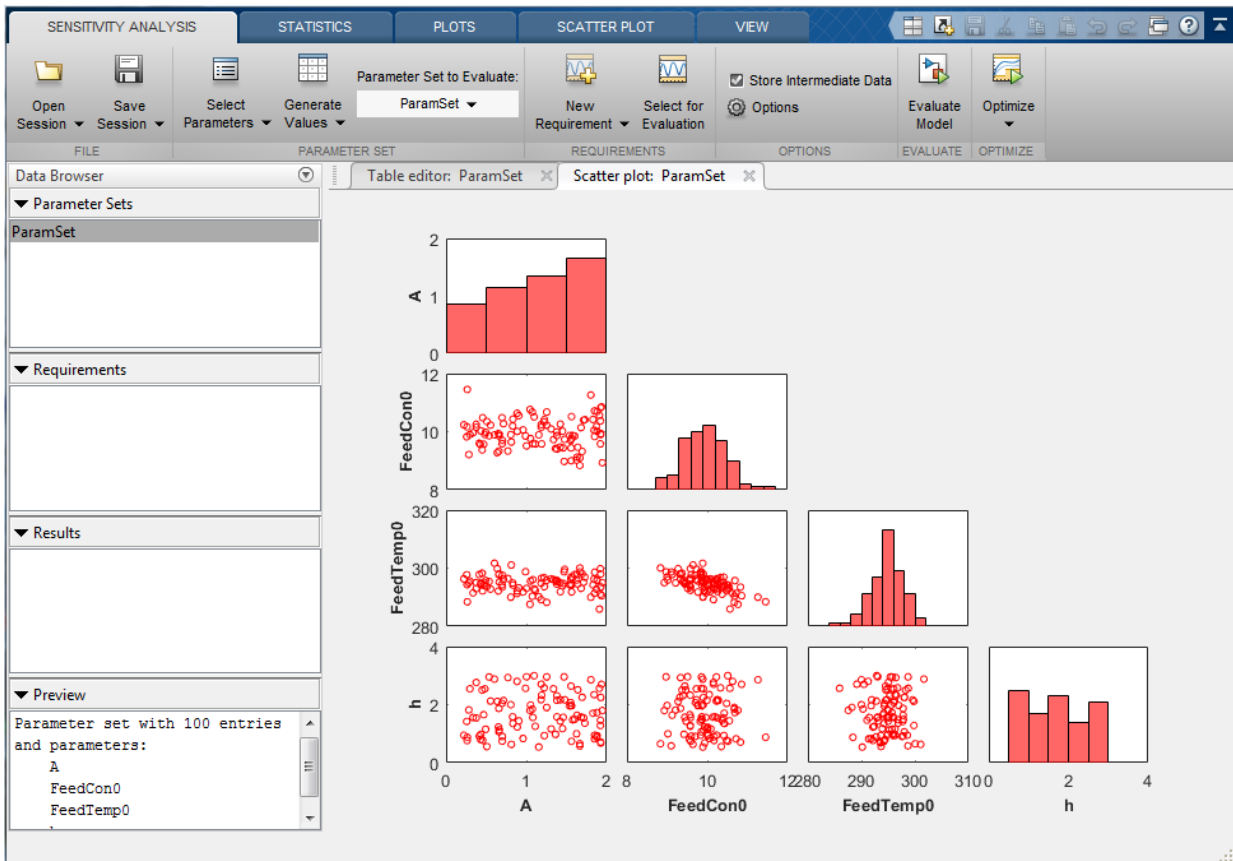 SENSITIVITY ANALYSIS STATISTICS PLOTS SCATTER PLOT VIEW
Parameter Set to Evaluate:
ParamSet
Store Intermediate Data
Options
Open Save Select Generate New Select for Evaluate Optimize
Session Session Parameters Values Requirement Evaluation Model
FILE PARAMETER SET REQUIREMENTS OPTIONS EVALUATE OPTIMIZE
Data Browser
Table editor: ParamSet Scatter plot: ParamSet
Parameter Sets
ParamSet
Requirements
Results
Preview
Parameter set with 100 entries
and parameters:
A
FeedCon0
FeedTemp0
2
A
1
0
12
FeedCon0
10
8
320
FeedTemp0
300
280
4
h
2
0
0 1 2 8 10 12 280 290 300 310 0 2 4
A FeedCon0 FeedTemp0 h